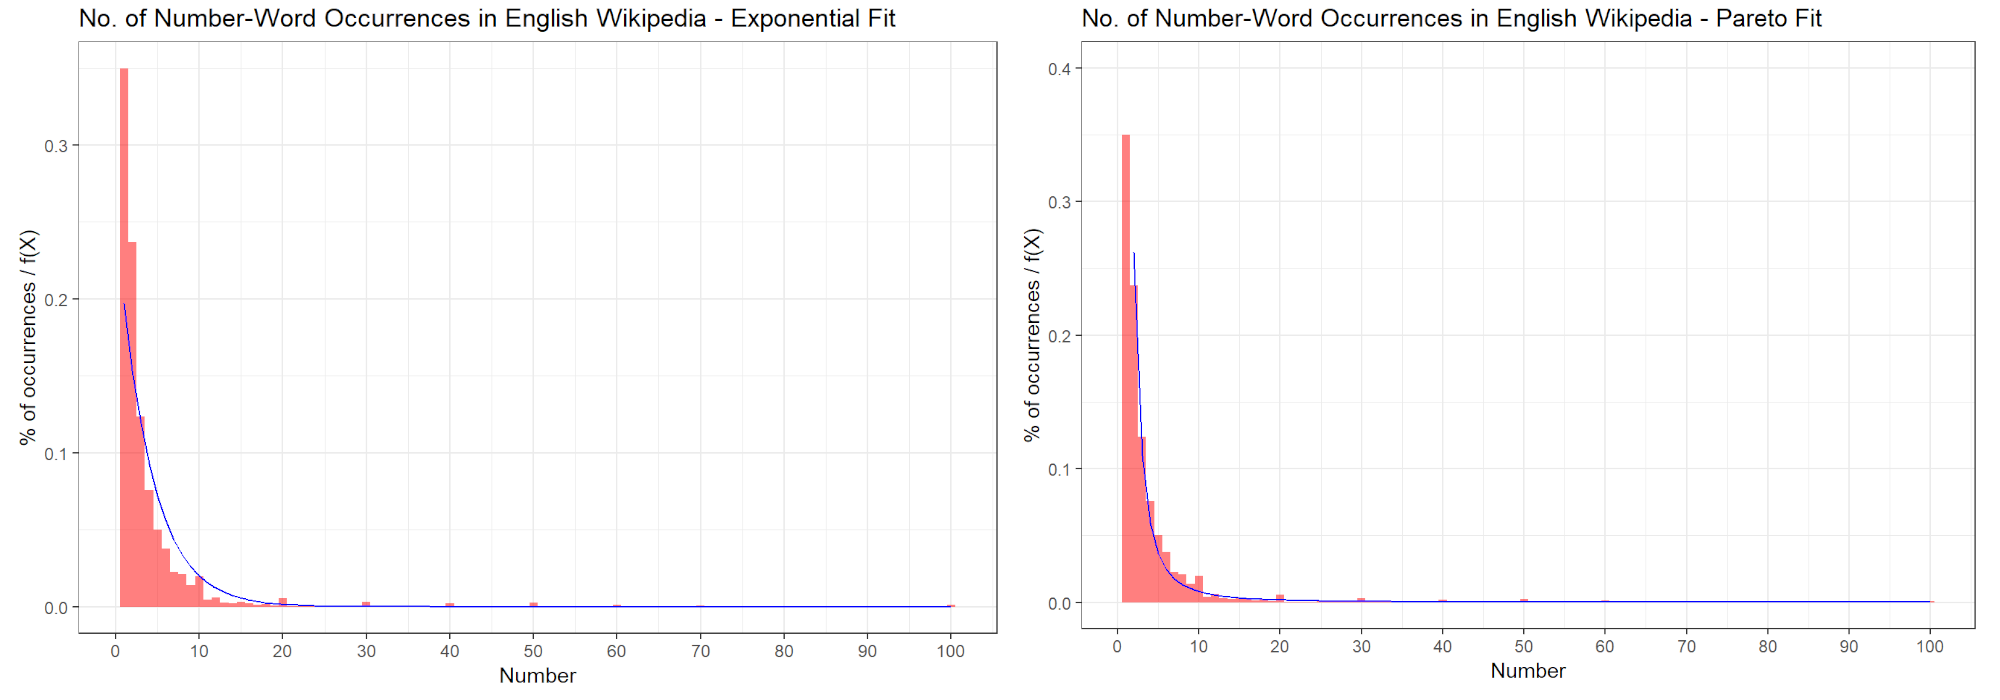 No. of Number-Word Occurrences in English Wikipedia - Exponential Fit
% of occurrences / f(X)
0.3
0.2
0.1
0.0
0 10 20 30 40 50 60 70 80 90 100
Number
No. of Number-Word Occurrences in English Wikipedia - Pareto Fit
% of occurrences / f(X)
0.4
0.3
0.2
0.1
0.0
0 10 20 30 40 50 60 70 80 90 100
Number